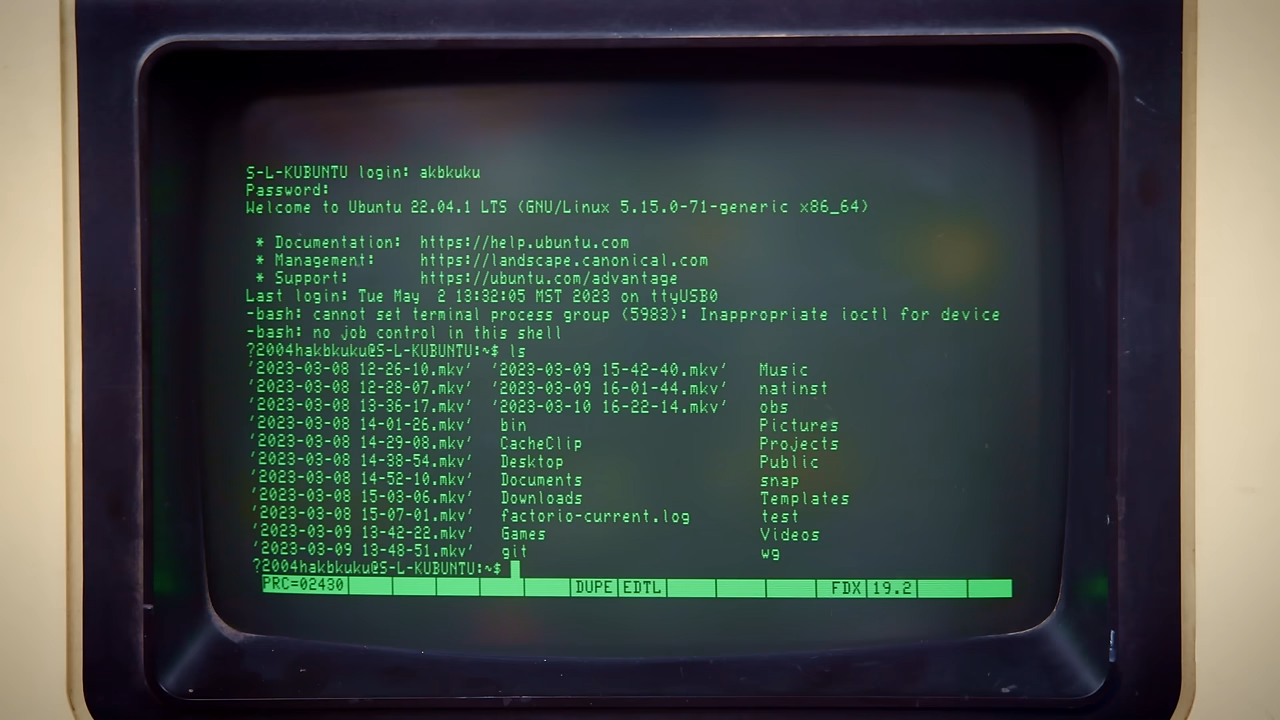 S-L-KUBUNTU login: akbkuku
Password:
Welcome to Ubuntu 22.04.1 LTS (GNU/Linux 5.15.0-71-generic x86_64)
* Documentation:  https://help.ubuntu.com
* Management:     https://landscape.canonical.com
* Support:        https://ubuntu.com/advantage
Last login: Tue May  2 13:32:05 MST 2023 on ttyUSB0
-bash: cannot set terminal process group (5983): Inappropriate ioctl for device
-bash: no job control in this shell
?2004hakbkuku@S-L-KUBUNTU:~$ ls
'2023-03-08 12-26-10.mkv'  '2023-03-09 15-42-40.mkv'   Music
'2023-03-08 12-28-07.mkv'  '2023-03-09 16-01-44.mkv'   natinst
'2023-03-08 13-36-17.mkv'  '2023-03-10 16-22-14.mkv'   obs
'2023-03-08 14-01-26.mkv'   bin                        Pictures
'2023-03-08 14-29-08.mkv'   CacheClip                  Projects
'2023-03-08 14-38-54.mkv'   Desktop                    Public
'2023-03-08 14-52-10.mkv'   Documents                  snap
'2023-03-08 15-03-06.mkv'   Downloads                  Templates
'2023-03-08 15-07-01.mkv'   factorio-current.log       test
'2023-03-09 13-42-22.mkv'   Games                      Videos
'2023-03-09 13-48-51.mkv'   git                        wg
?2004hakbkuku@S-L-KUBUNTU:~$
PRC=02430 DUPE EDTL FDX 19.2